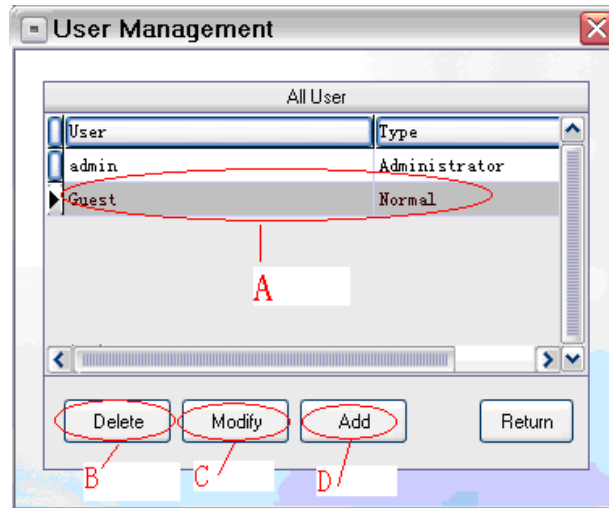 User Management
All User
User Type
admin Administrator
Guest Normal
A
Delete Modify Add Return
B C D